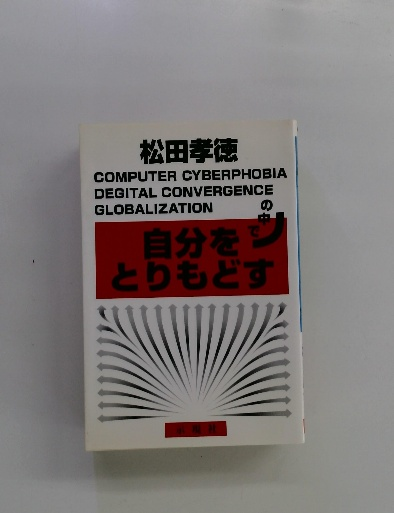 松田孝徳
COMPUTER CYBERPHOBIA
DEGITAL CONVERGENCE
GLOBALIZATION
の中で
自分を
とりもどす